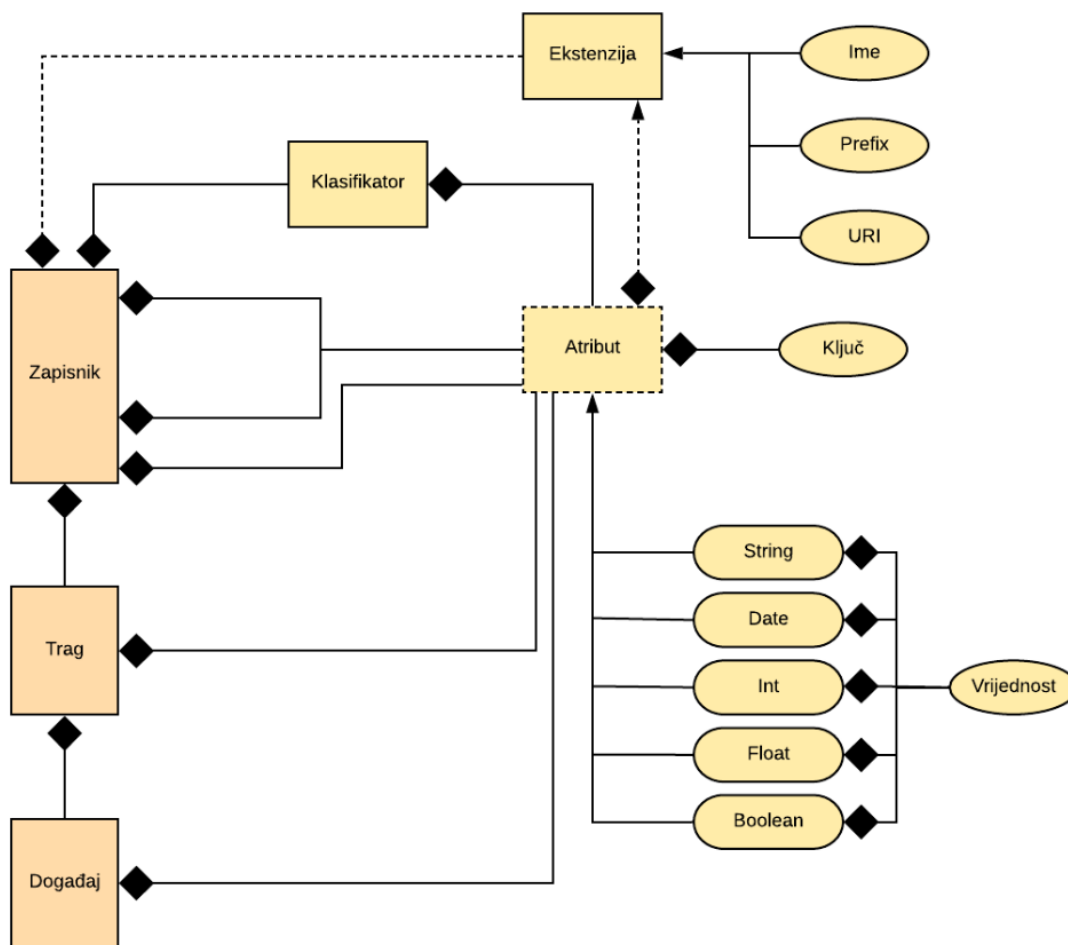 Ekstenzija
Ime
Prefix
URI
Klasifikator
Zapisnik
Atribut
Ključ
Trag
String
Date
Int
Float
Boolean
Vrijednost
Događaj